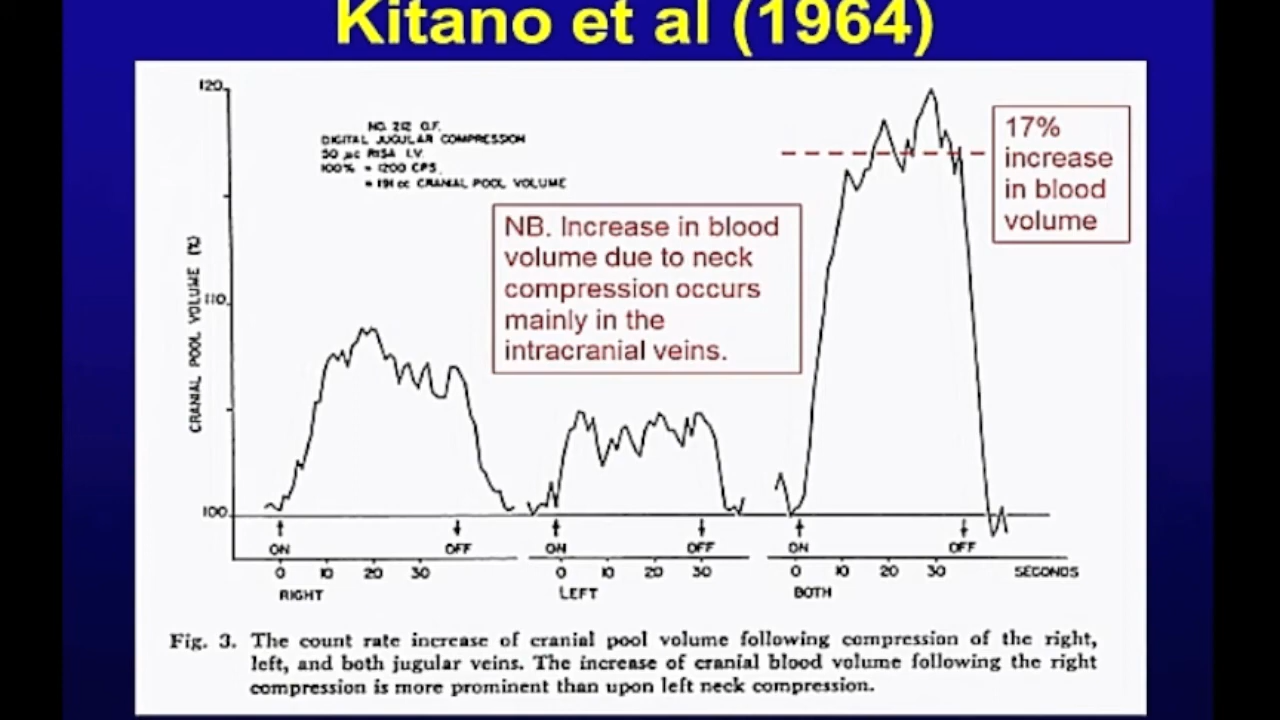 Kitano et al (1964)
120
NO. 212 O.F.
DIGITAL JUGULAR COMPRESSION
50 μc RISA I.V.
100% = 1200 CPS.
= 191 cc CRANIAL POOL VOLUME
17%
increase
in blood
volume
NB. Increase in blood
volume due to neck
compression occurs
mainly in the
intracranial veins.
CRANIAL POOL VOLUME (%)
110
100
ON OFF ON OFF ON OFF
0 10 20 30 0 10 20 30 0 10 20 30 SECONDS
RIGHT LEFT BOTH
Fig. 3. The count rate increase of cranial pool volume following compression of the right,
left, and both jugular veins. The increase of cranial blood volume following the right
compression is more prominent than upon left neck compression.